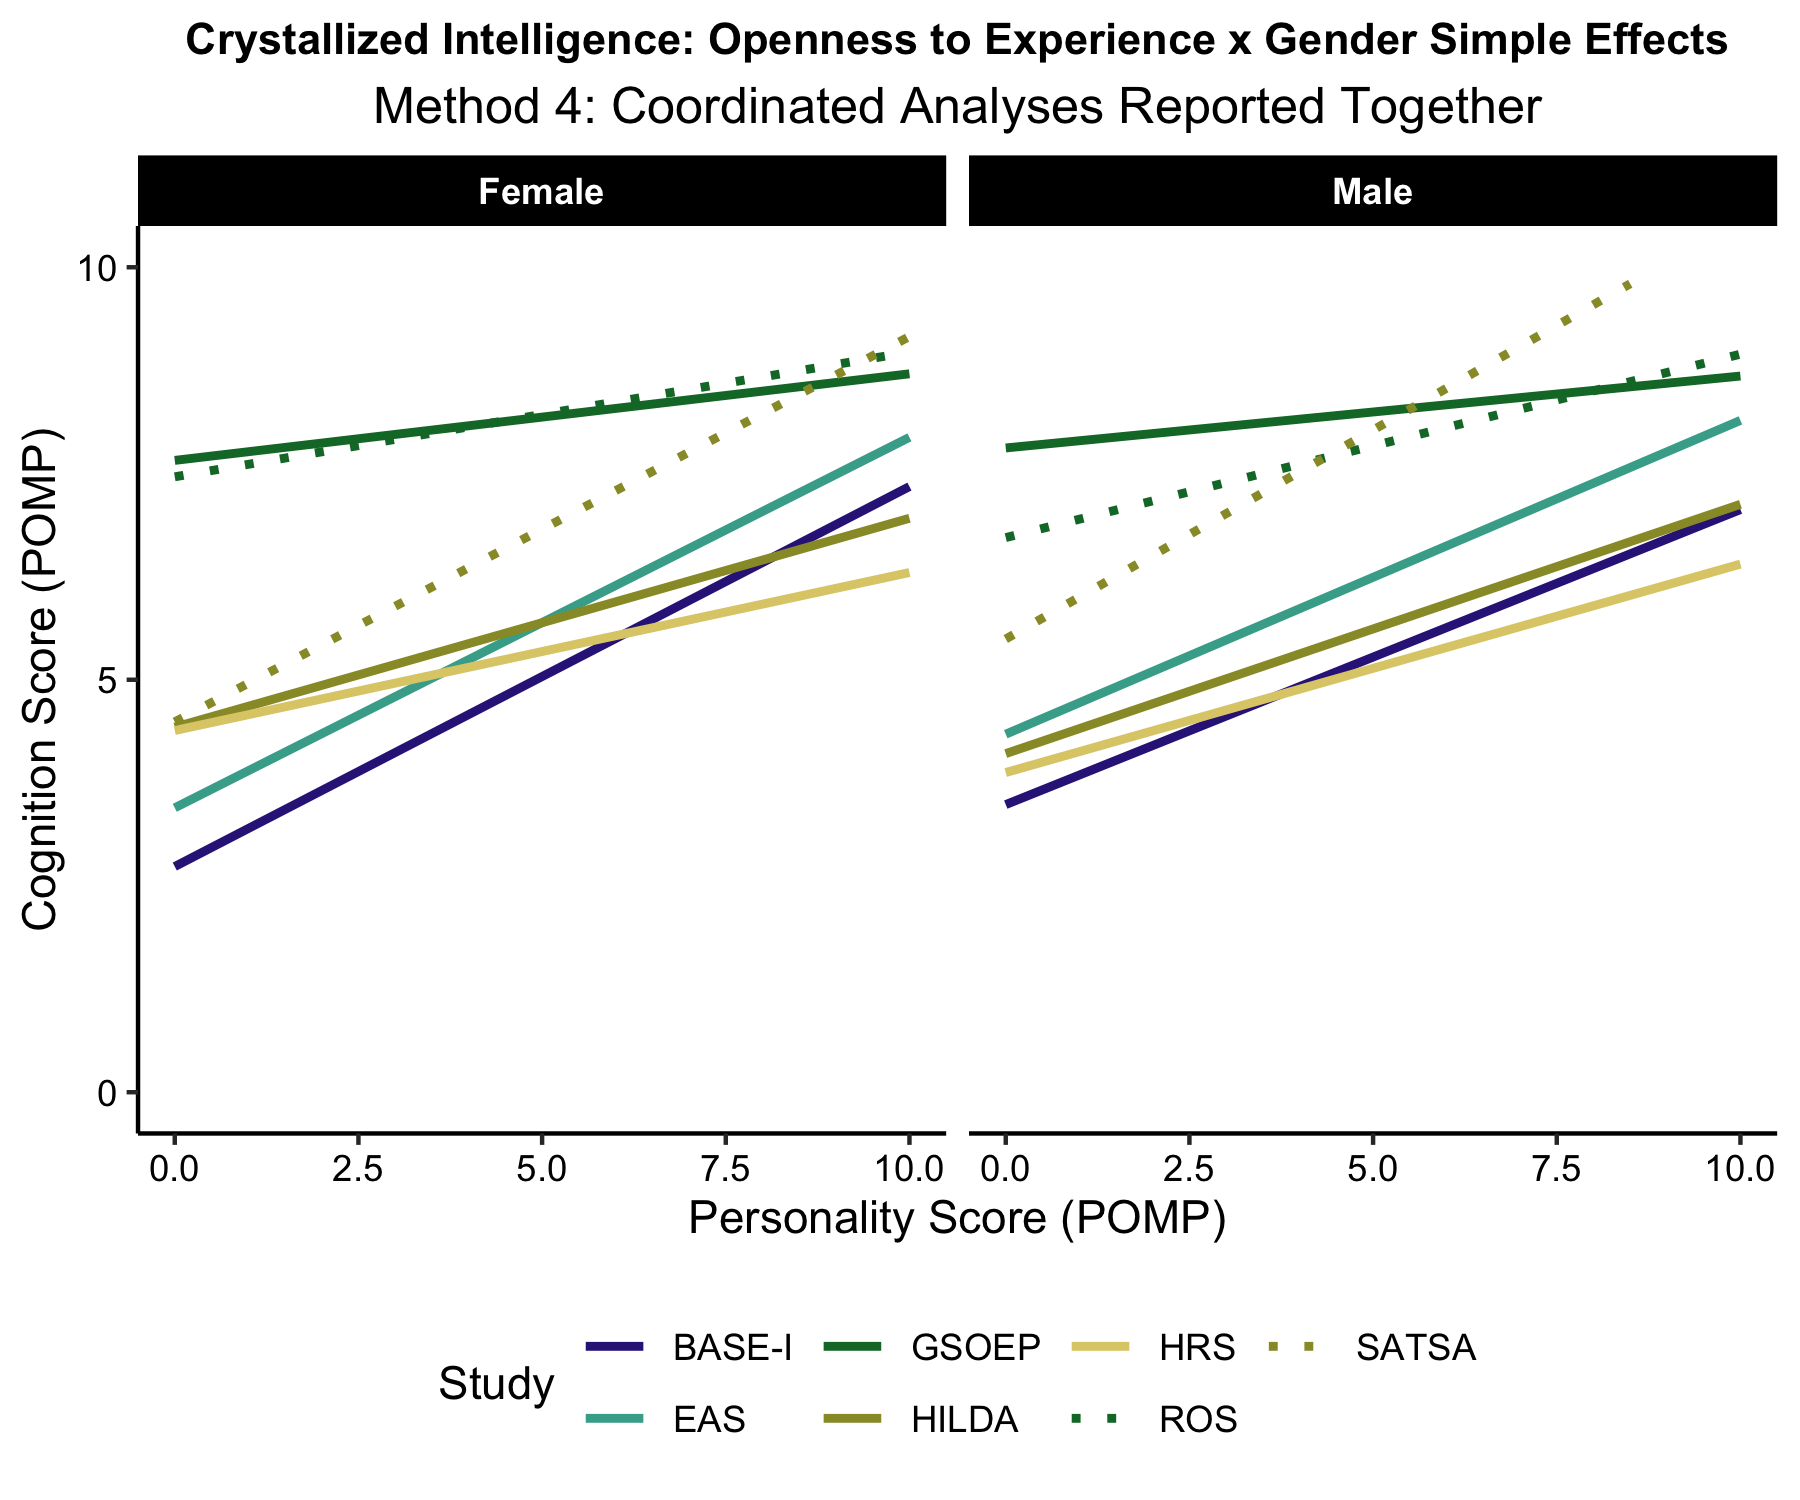 Crystallized Intelligence: Openness to Experience x Gender Simple Effects
Method 4: Coordinated Analyses Reported Together
Female Male
Cognition Score (POMP)
10
5
0
0.0 2.5 5.0 7.5 10.0 0.0 2.5 5.0 7.5 10.0
Personality Score (POMP)
Study
BASE-I GSOEP HRS SATSA
EAS HILDA ROS